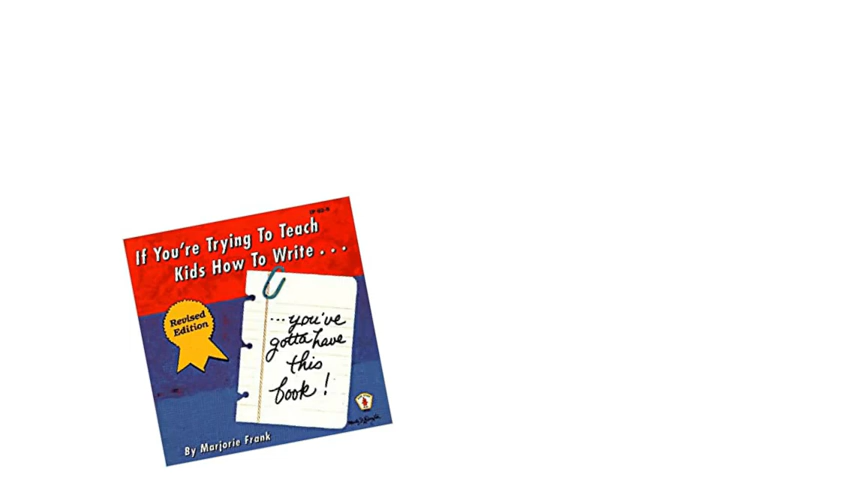 If You're Trying To Teach
Kids How To Write . . .
Revised
Edition
...you've
gotta have
this
book!
By Marjorie Frank